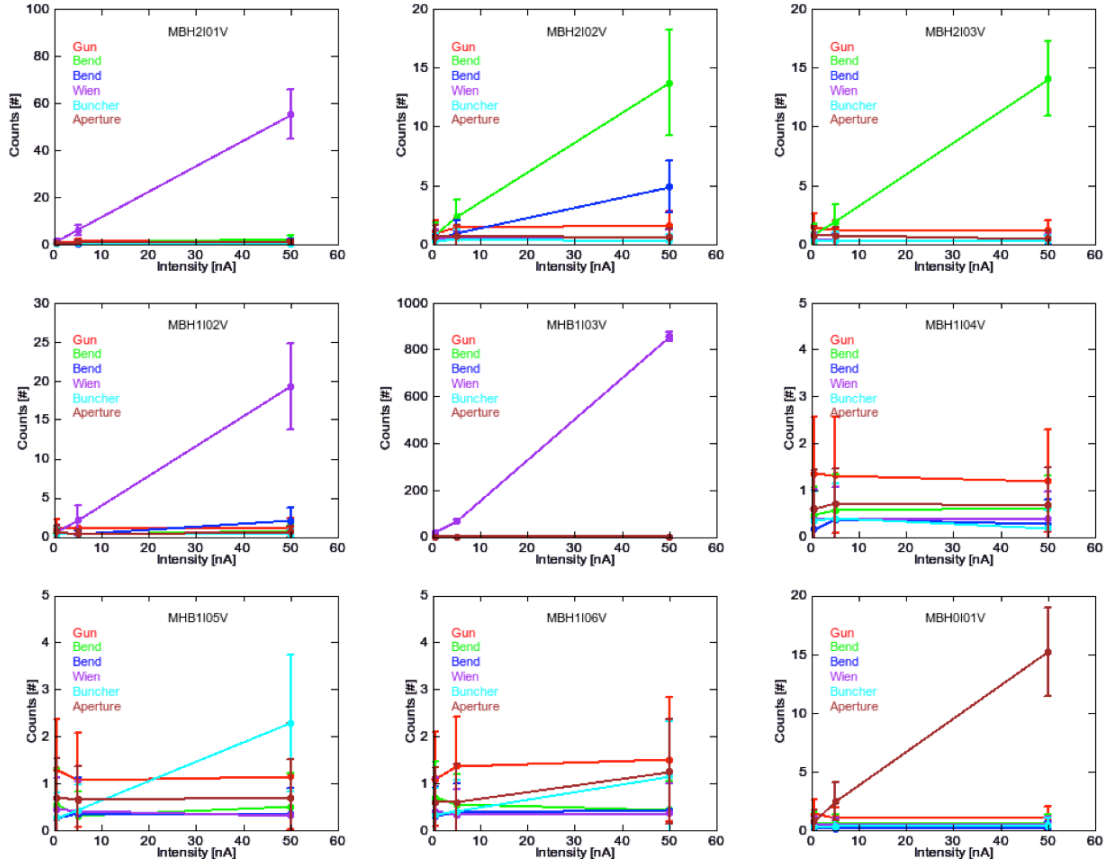 100
80
60
40
20
0
Counts [#]
MBH2I01V
Gun
Bend
Bend
Wien
Buncher
Aperture
0 10 20 30 40 50 60
Intensity [nA]
20
15
10
5
0
Counts [#]
MBH2I02V
Gun
Bend
Bend
Wien
Buncher
Aperture
0 10 20 30 40 50 60
Intensity [nA]
20
15
10
5
0
Counts [#]
MBH2I03V
Gun
Bend
Bend
Wien
Buncher
Aperture
0 10 20 30 40 50 60
Intensity [nA]
30
25
20
15
10
5
0
Counts [#]
MBH1I02V
Gun
Bend
Bend
Wien
Buncher
Aperture
0 10 20 30 40 50 60
Intensity [nA]
1000
800
600
400
200
0
Counts [#]
MHB1I03V
Gun
Bend
Bend
Wien
Buncher
Aperture
0 10 20 30 40 50 60
Intensity [nA]
5
4
3
2
1
0
Counts [#]
MBH1I04V
Gun
Bend
Bend
Wien
Buncher
Aperture
0 10 20 30 40 50 60
Intensity [nA]
5
4
3
2
1
0
Counts [#]
MHB1I05V
Gun
Bend
Bend
Wien
Buncher
Aperture
0 10 20 30 40 50 60
Intensity [nA]
5
4
3
2
1
0
Counts [#]
MBH1I06V
Gun
Bend
Bend
Wien
Buncher
Aperture
0 10 20 30 40 50 60
Intensity [nA]
20
15
10
5
0
Counts [#]
MBH0I01V
Gun
Bend
Bend
Wien
Buncher
Aperture
0 10 20 30 40 50 60
Intensity [nA]